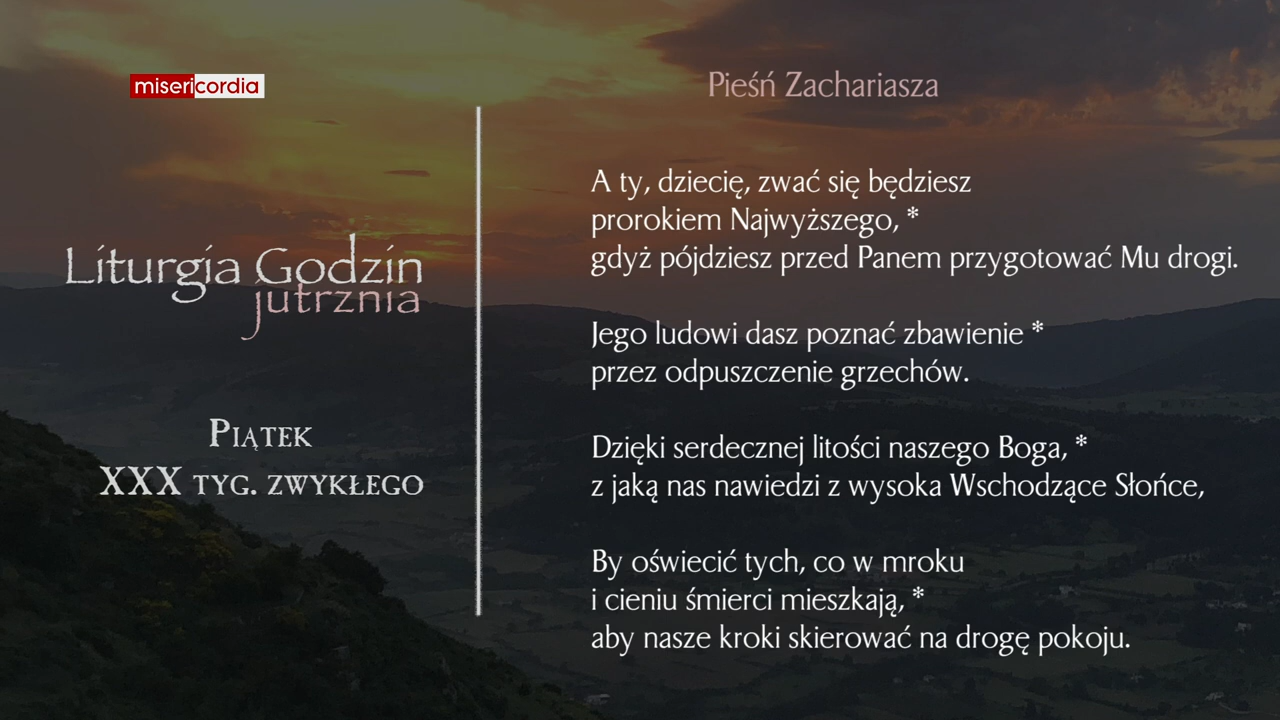 misericordia
Liturgia Godzin
jutrznia
Piątek
XXX tyg. zwykłego
Pieśń Zachariasza
A ty, dziecię, zwać się będziesz
prorokiem Najwyższego, *
gdyż pójdziesz przed Panem przygotować Mu drogi.
Jego ludowi dasz poznać zbawienie *
przez odpuszczenie grzechów.
Dzięki serdecznej litości naszego Boga, *
z jaką nas nawiedzi z wysoka Wschodzące Słońce,
By oświecić tych, co w mroku
i cieniu śmierci mieszkają, *
aby nasze kroki skierować na drogę pokoju.